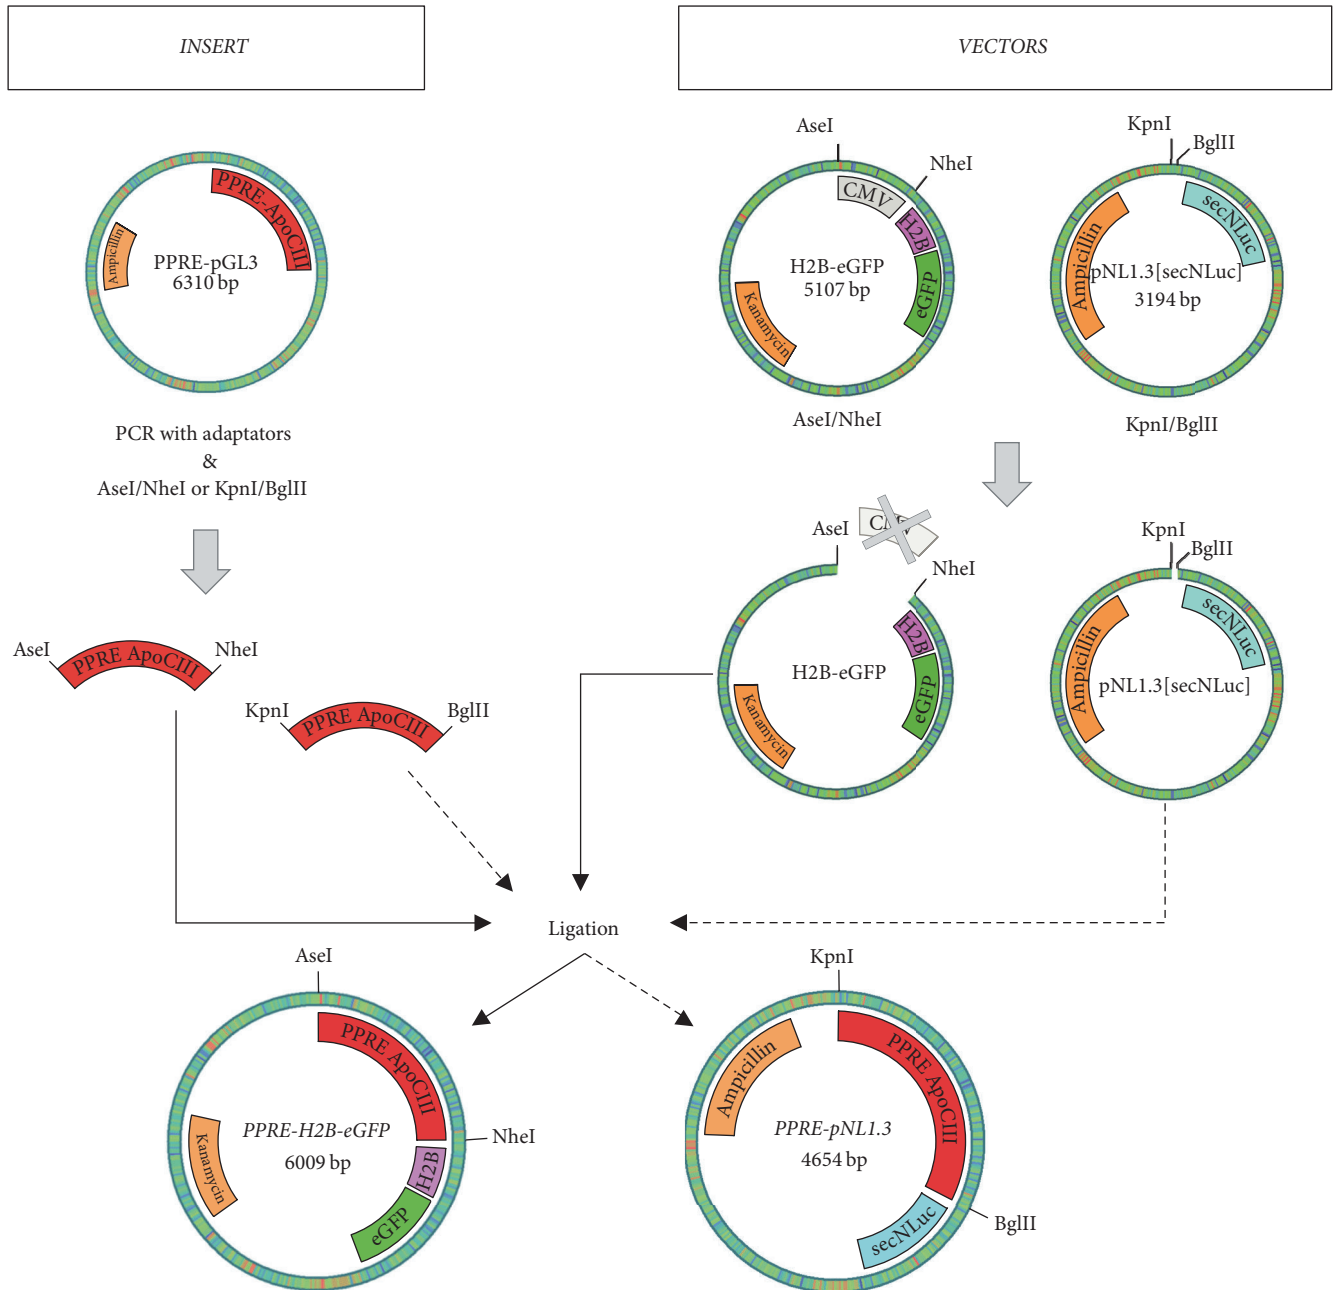 INSERT
VECTORS
PPRE-ApoCIII
Ampicillin
PPRE-pGL3
6310 bp
PCR with adaptators
&
AseI/NheI or KpnI/BglII
AseI
NheI
CMV
H2B
eGFP
Kanamycin
H2B-eGFP
5107 bp
AseI/NheI
KpnI
BglII
secNLuc
Ampicillin
pNL1.3[secNLuc]
3194 bp
KpnI/BglII
AseI
PPRE ApoCIII
NheI
KpnI
PPRE ApoCIII
BglII
AseI
CMV
NheI
H2B
eGFP
Kanamycin
H2B-eGFP
KpnI
BglII
secNLuc
Ampicillin
pNL1.3[secNLuc]
Ligation
AseI
PPRE ApoCIII
NheI
H2B
eGFP
Kanamycin
PPRE-H2B-eGFP
6009 bp
KpnI
Ampicillin
PPRE ApoCIII
PPRE-pNL1.3
4654 bp
secNLuc
BglII